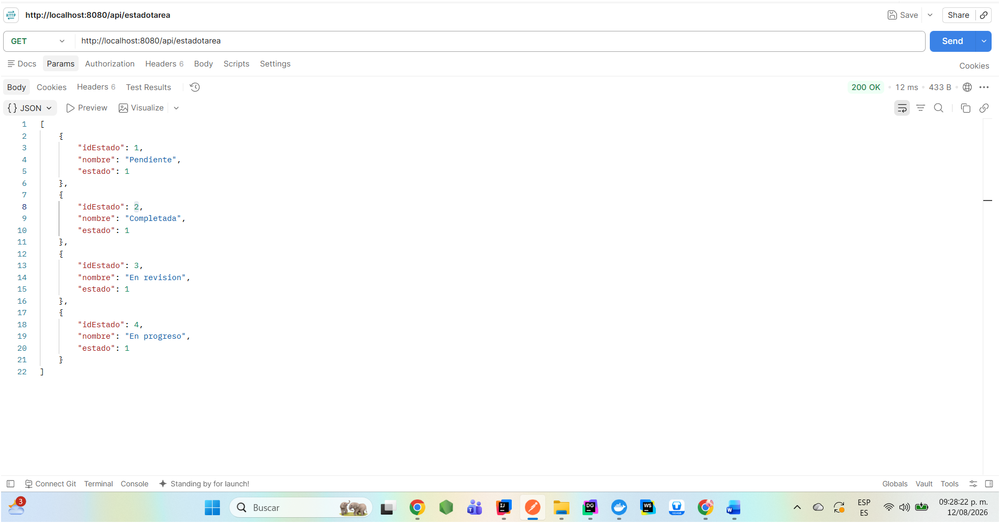 HTTP http://localhost:8080/api/estadotarea Save Share
GET http://localhost:8080/api/estadotarea Send
Docs Params Authorization Headers 6 Body Scripts Settings Cookies
Body Cookies Headers 6 Test Results 200 OK • 12 ms • 433 B •
{} JSON Preview Visualize
1 [
2 {
3 "idEstado": 1,
4 "nombre": "Pendiente",
5 "estado": 1
6 },
7 {
8 "idEstado": 2,
9 "nombre": "Completada",
10 "estado": 1
11 },
12 {
13 "idEstado": 3,
14 "nombre": "En revision",
15 "estado": 1
16 },
17 {
18 "idEstado": 4,
19 "nombre": "En progreso",
20 "estado": 1
21 }
22 ]
Connect Git Terminal Console Standing by for launch! Globals Vault Tools
3 Buscar T IJ DG WS W ESP 09:28:22 p. m.
ES 12/08/2026